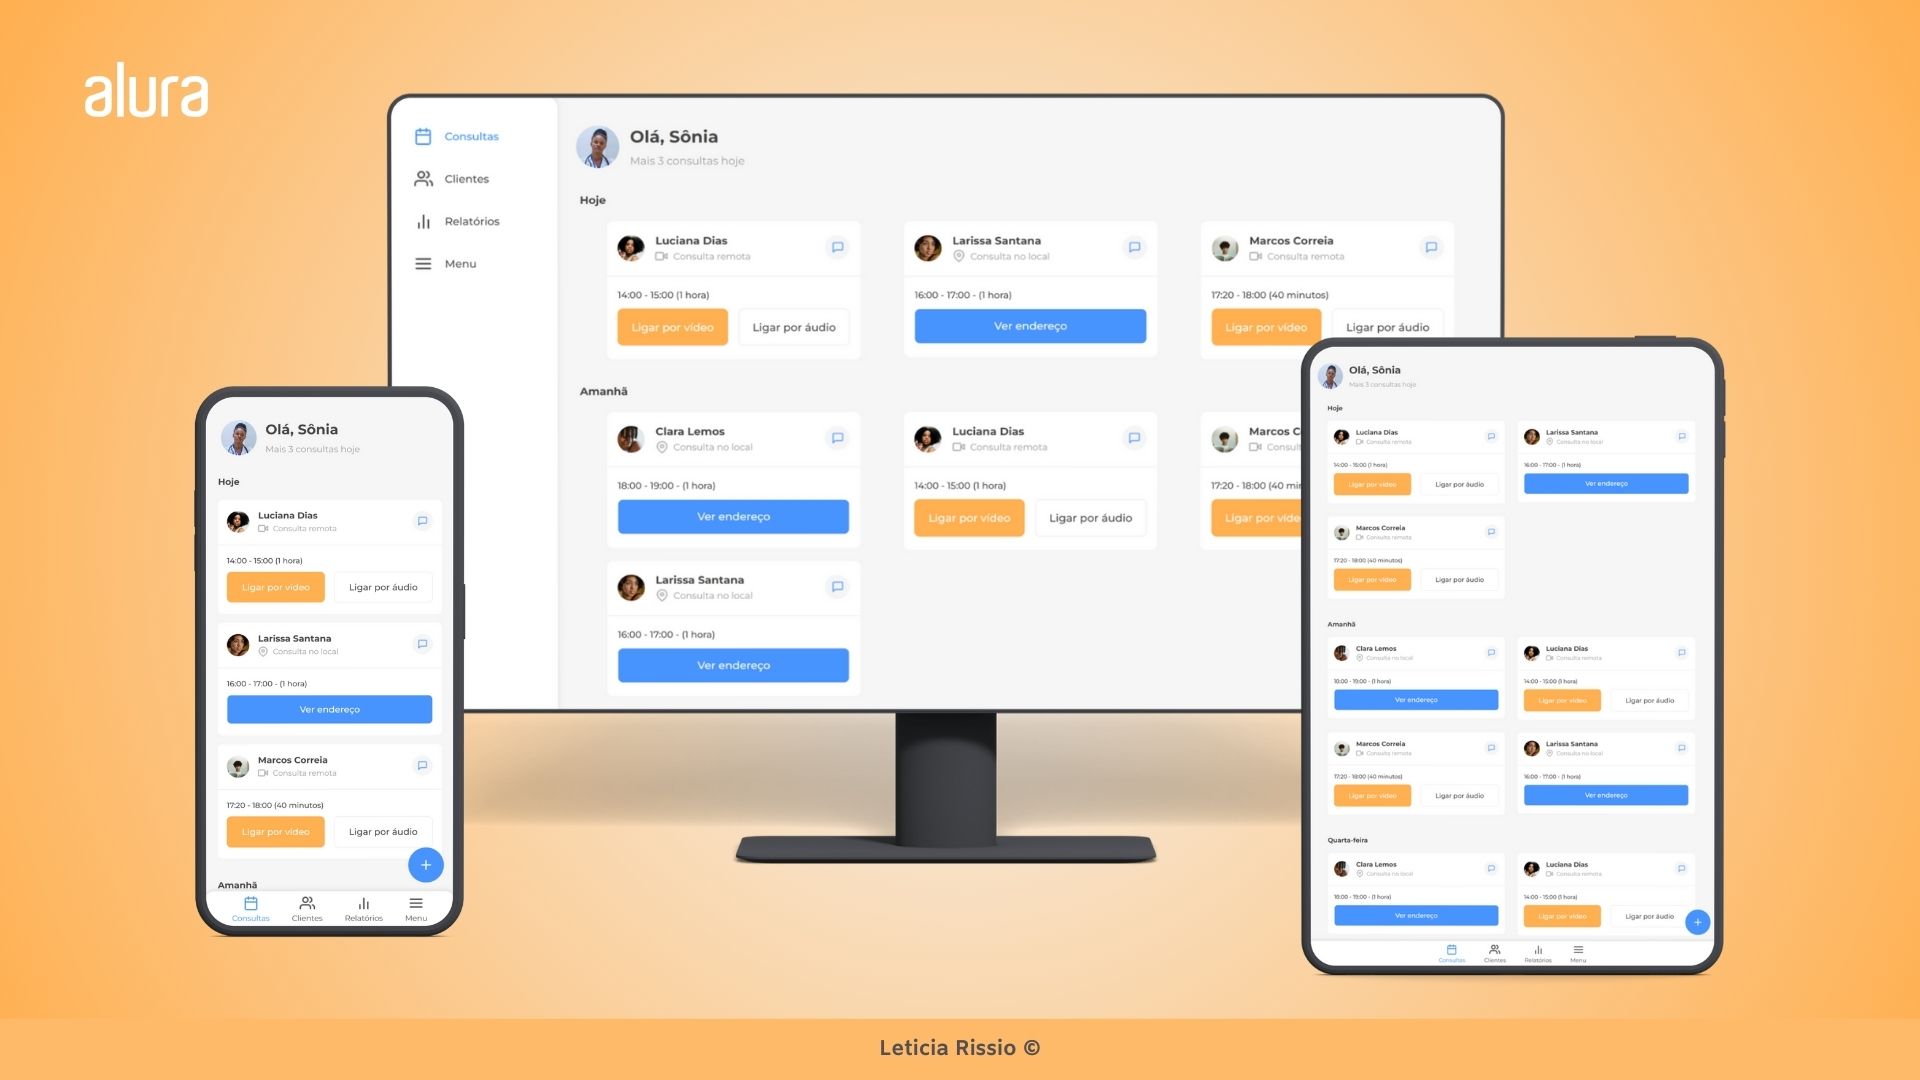 alura
Consultas
Clientes
Relatórios
Menu
Olá, Sônia
Mais 3 consultas hoje
Hoje
Luciana Dias
Consulta remota
14:00 - 15:00 (1 hora)
Ligar por vídeo
Ligar por áudio
Larissa Santana
Consulta no local
16:00 - 17:00 - (1 hora)
Ver endereço
Marcos Correia
Consulta remota
17:20 - 18:00 (40 minutos)
Ligar por vídeo
Ligar por áudio
Amanhã
Clara Lemos
Consulta no local
18:00 - 19:00 - (1 hora)
Ver endereço
Luciana Dias
Consulta remota
14:00 - 15:00 (1 hora)
Ligar por vídeo
Ligar por áudio
Marcos C
Consul
17:20 - 18:00 (40 mi
Ligar por víde
Larissa Santana
Consulta no local
16:00 - 17:00 - (1 hora)
Ver endereço
Olá, Sônia
Mais 3 consultas hoje
Hoje
Luciana Dias
Consulta remota
14:00 - 15:00 (1 hora)
Ligar por vídeo
Ligar por áudio
Larissa Santana
Consulta no local
16:00 - 17:00 - (1 hora)
Ver endereço
Marcos Correia
Consulta remota
17:20 - 18:00 (40 minutos)
Ligar por vídeo
Ligar por áudio
+
Amanhã
Consultas
Clientes
Relatórios
Menu
Olá, Sônia
Mais 3 consultas hoje
Hoje
Luciana Dias
Consulta remota
14:00 - 15:00 (1 hora)
Ligar por vídeo
Ligar por áudio
Larissa Santana
Consulta no local
16:00 - 17:00 - (1 hora)
Ver endereço
Marcos Correia
Consulta remota
17:20 - 18:00 (40 minutos)
Ligar por vídeo
Ligar por áudio
Amanhã
Clara Lemos
Consulta no local
18:00 - 19:00 - (1 hora)
Ver endereço
Luciana Dias
Consulta remota
14:00 - 15:00 (1 hora)
Ligar por vídeo
Ligar por áudio
Marcos Correia
Consulta remota
17:20 - 18:00 (40 minutos)
Ligar por vídeo
Ligar por áudio
Larissa Santana
Consulta no local
16:00 - 17:00 - (1 hora)
Ver endereço
Quarta-feira
Clara Lemos
Consulta no local
18:00 - 19:00 - (1 hora)
Ver endereço
Luciana Dias
Consulta remota
14:00 - 15:00 (1 hora)
Ligar por vídeo
Ligar por áudio
+
Consultas
Clientes
Relatórios
Menu
Leticia Rissio ©